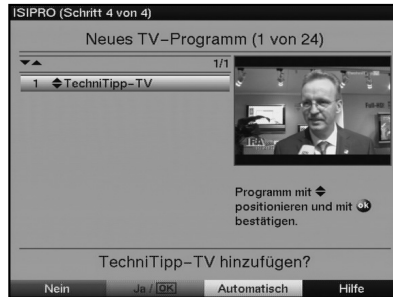 ISIPRO (Schritt 4 von 4)
Neues TV-Programm (1 von 24)
1/1
1 TechniTipp-TV
IFA
Programm mit
positionieren und mit ok
bestätigen.
TechniTipp-TV hinzufügen?
Nein
Ja / OK
Automatisch
Hilfe